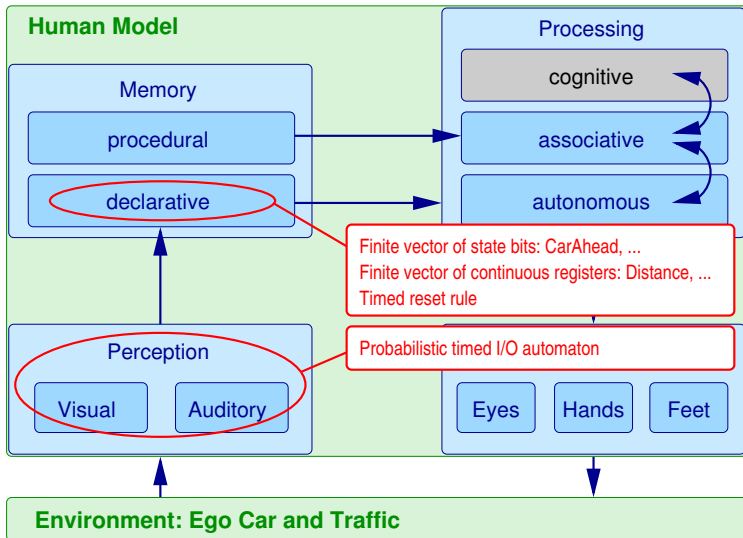 Human Model
Processing
cognitive
Memory
procedural
associative
declarative
autonomous
Finite vector of state bits: CarAhead, ...
Finite vector of continuous registers: Distance, ...
Timed reset rule
Perception
Probabilistic timed I/O automaton
Visual
Auditory
Eyes
Hands
Feet
Environment: Ego Car and Traffic